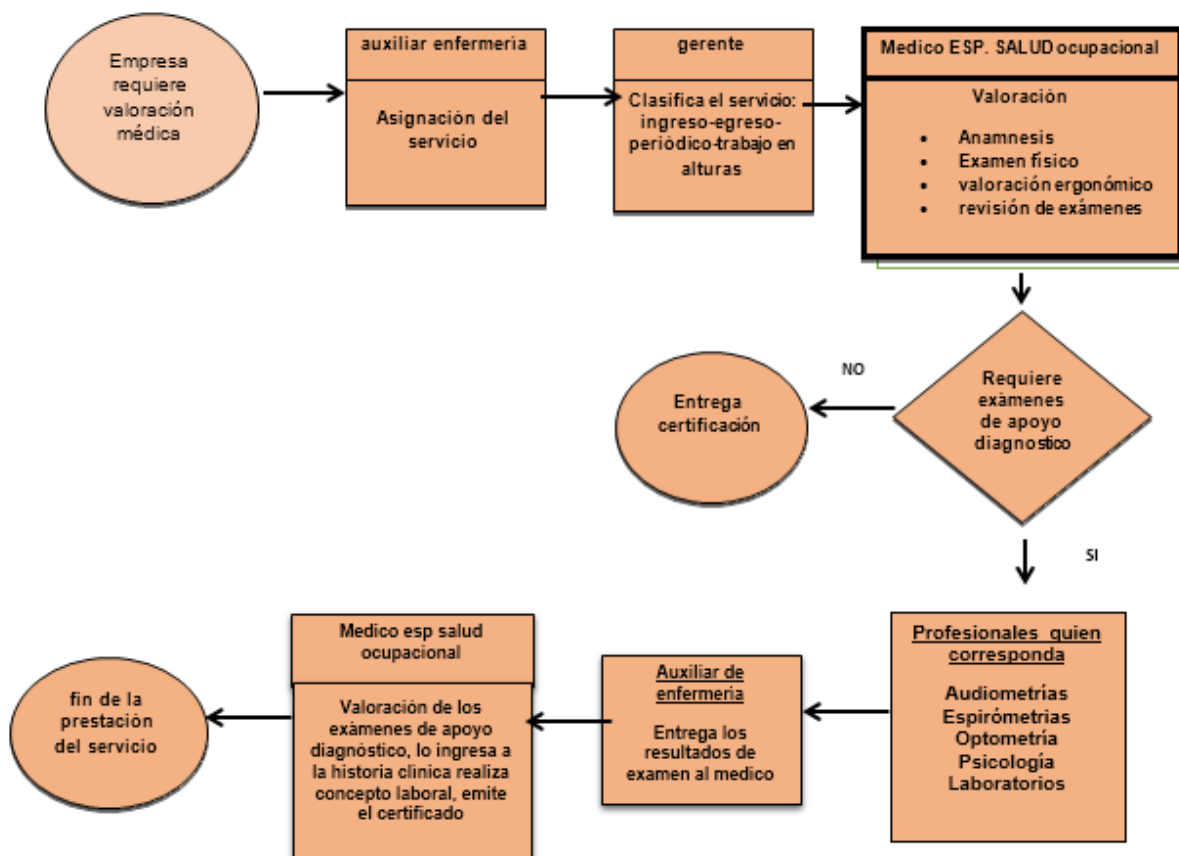 Empresa
requiere
valoración
médica
auxiliar enfermeria
Asignación del
servicio
gerente
Clasifica el servicio:
ingreso-egreso-
periódico-trabajo en
alturas
Medico ESP. SALUD ocupacional
Valoración
• Anamnesis
• Examen físico
• valoración ergonómico
• revisión de exámenes
Requiere
exàmenes
de apoyo
diagnostico
NO
Entrega
certificación
SI
Profesionales quien
corresponda
Audiometrías
Espirómetrias
Optometría
Psicología
Laboratorios
Auxiliar de
enfermeria
Entrega los
resultados de
examen al medico
Medico esp salud
ocupacional
Valoración de los
exàmenes de apoyo
diagnóstico, lo ingresa a
la historia clinica realiza
concepto laboral, emite
el certificado
fin de la
prestación
del servicio